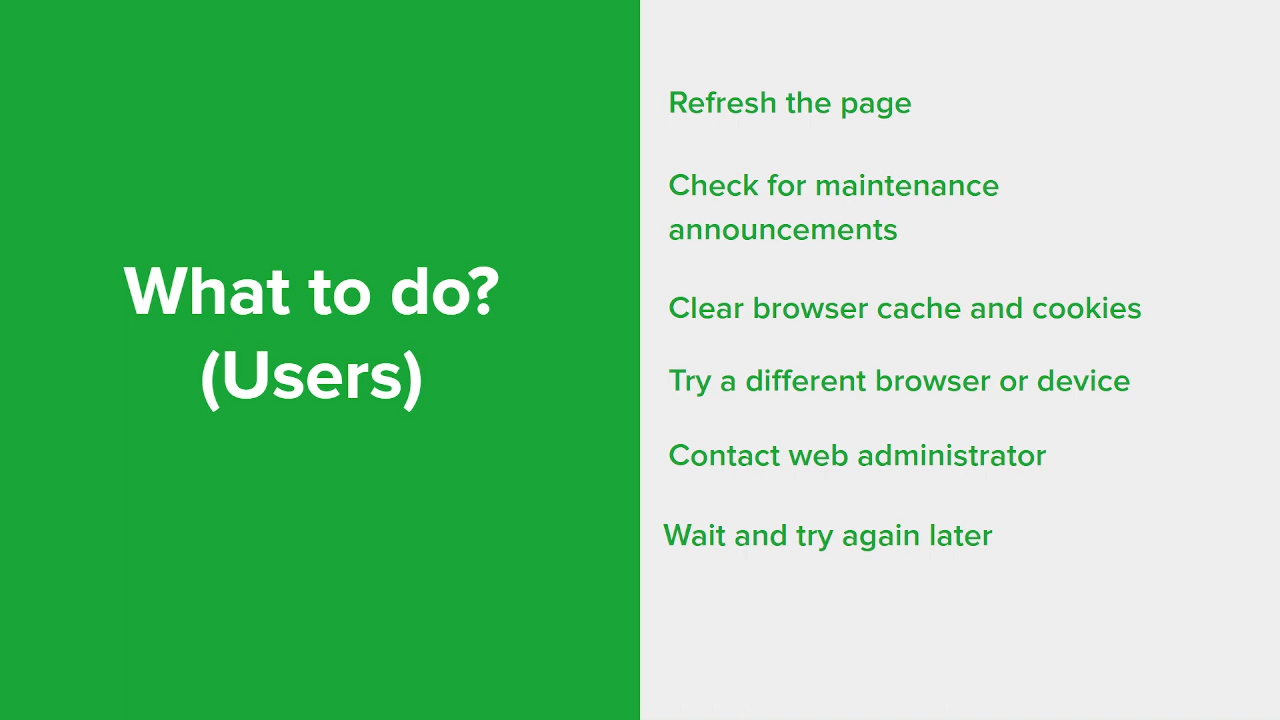 What to do?
(Users)
Refresh the page
Check for maintenance
announcements
Clear browser cache and cookies
Try a different browser or device
Contact web administrator
Wait and try again later